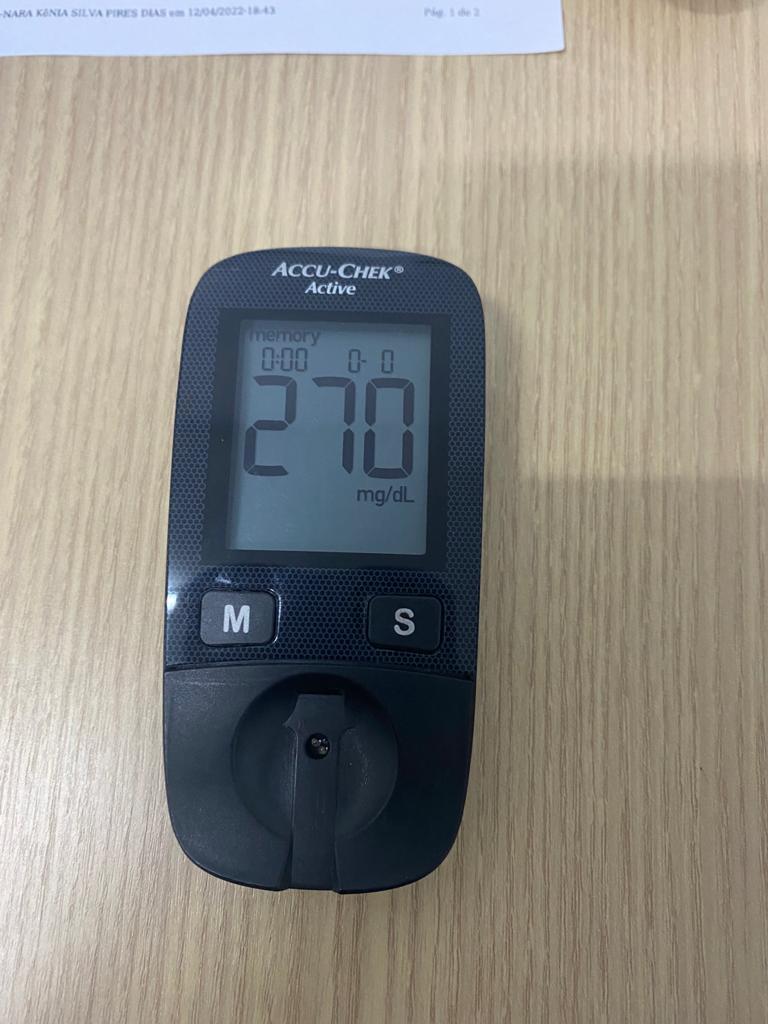 -NARA KÊNIA SILVA PIRES DIAS em 12/04/2022-18:43
Pág. 1 de 2
ACCU-CHEK®
Active
memory
0:00 0- 0
270
mg/dL
M
S